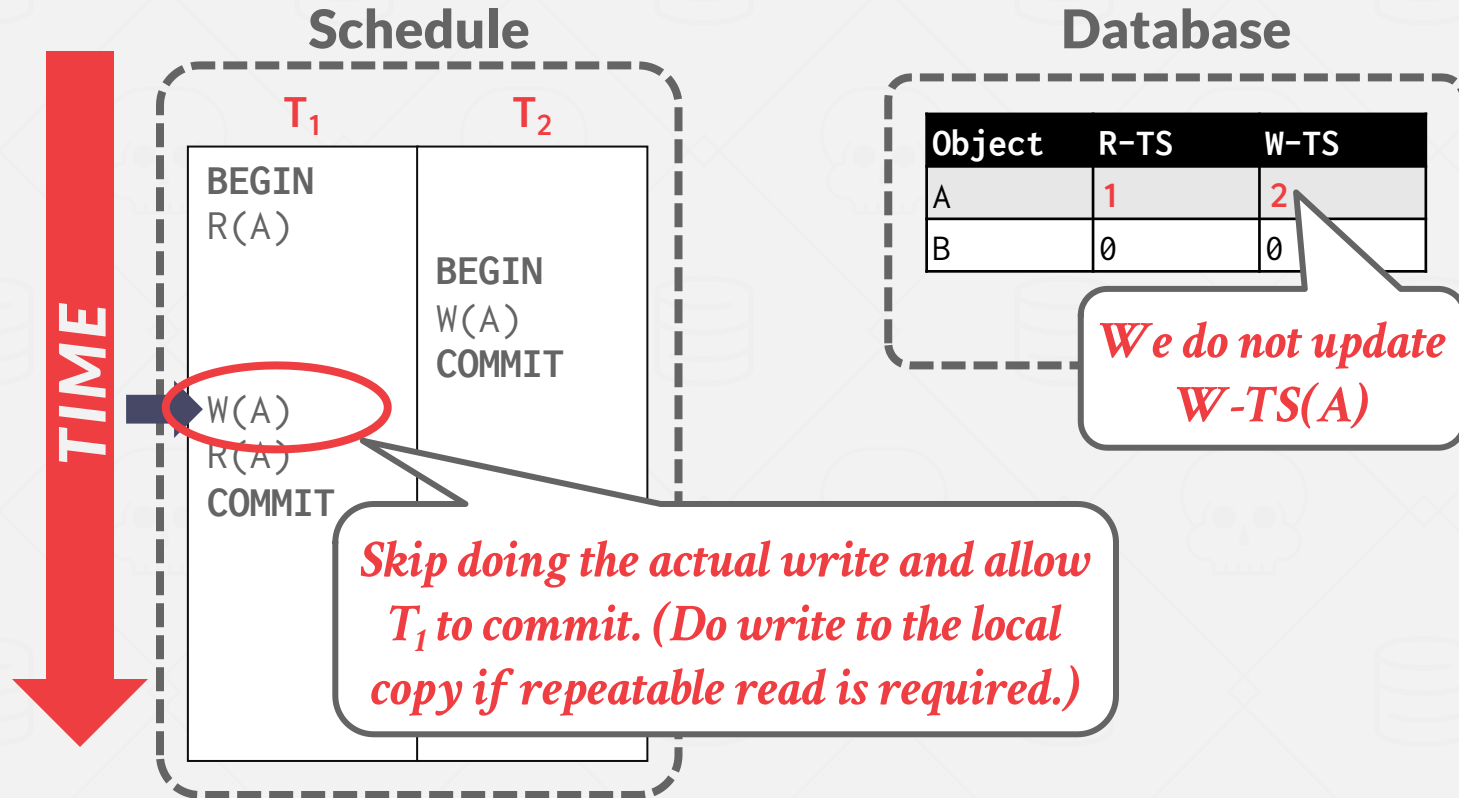 Schedule
TIME
T₁ T₂
BEGIN
R(A)
BEGIN
W(A)
COMMIT
W(A)
R(A)
COMMIT
Skip doing the actual write and allow
T₁ to commit. (Do write to the local
copy if repeatable read is required.)
Database
Object R-TS W-TS
A 1 2
B 0 0
We do not update
W-TS(A)